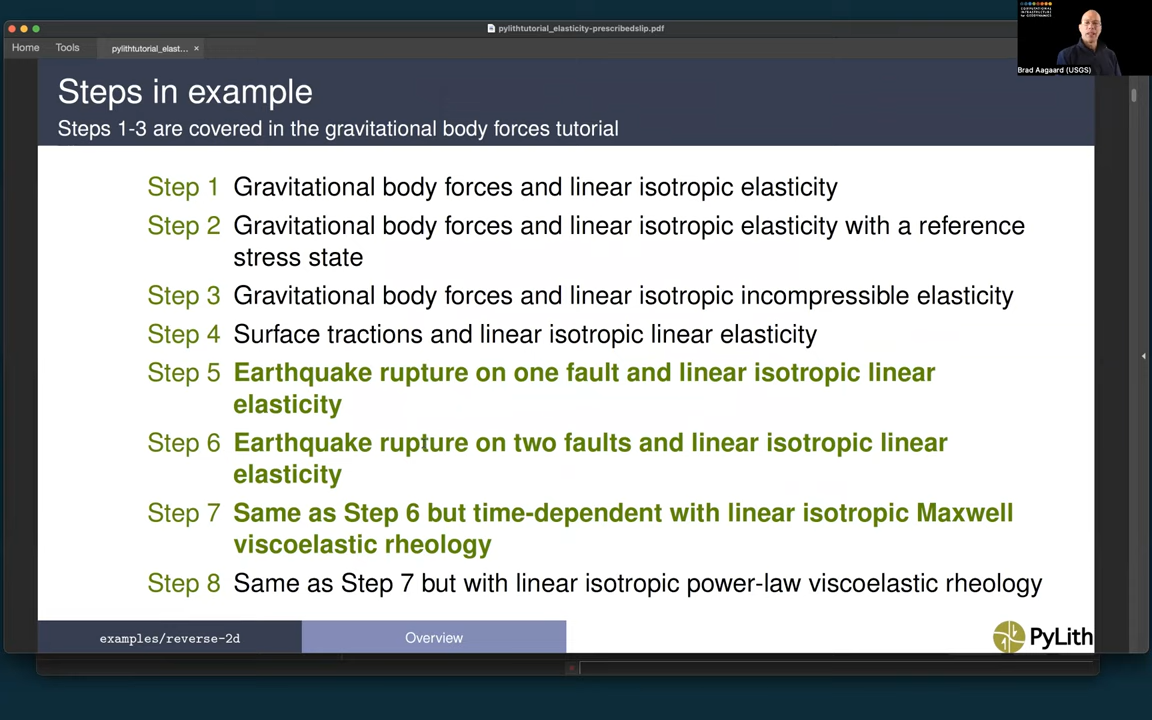 pylithtutorial_elasticity-prescribedslip.pdf
Home Tools pylithtutorial_elast... ×
COMPUTATIONAL
INFRASTRUCTURE
for GEODYNAMICS
Brad Aagaard (USGS)
Steps in example
Steps 1-3 are covered in the gravitational body forces tutorial
Step 1 Gravitational body forces and linear isotropic elasticity
Step 2 Gravitational body forces and linear isotropic elasticity with a reference
stress state
Step 3 Gravitational body forces and linear isotropic incompressible elasticity
Step 4 Surface tractions and linear isotropic linear elasticity
Step 5 Earthquake rupture on one fault and linear isotropic linear
elasticity
Step 6 Earthquake rupture on two faults and linear isotropic linear
elasticity
Step 7 Same as Step 6 but time-dependent with linear isotropic Maxwell
viscoelastic rheology
Step 8 Same as Step 7 but with linear isotropic power-law viscoelastic rheology
examples/reverse-2d Overview PyLith